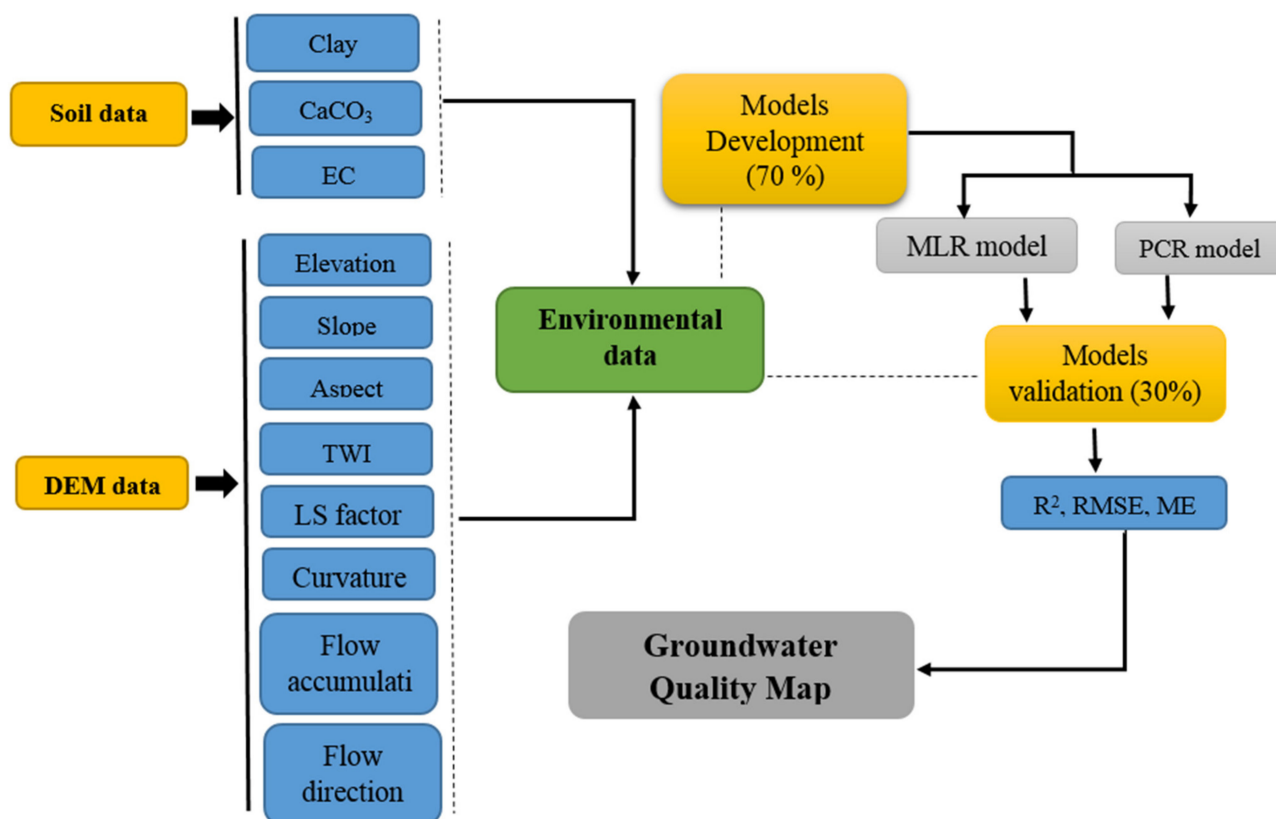 Soil data
Clay
CaCO₃
EC
DEM data
Elevation
Slope
Aspect
TWI
LS factor
Curvature
Flow
accumulati
Flow
direction
Environmental
data
Models
Development
(70 %)
MLR model
PCR model
Models
validation (30%)
R², RMSE, ME
Groundwater
Quality Map